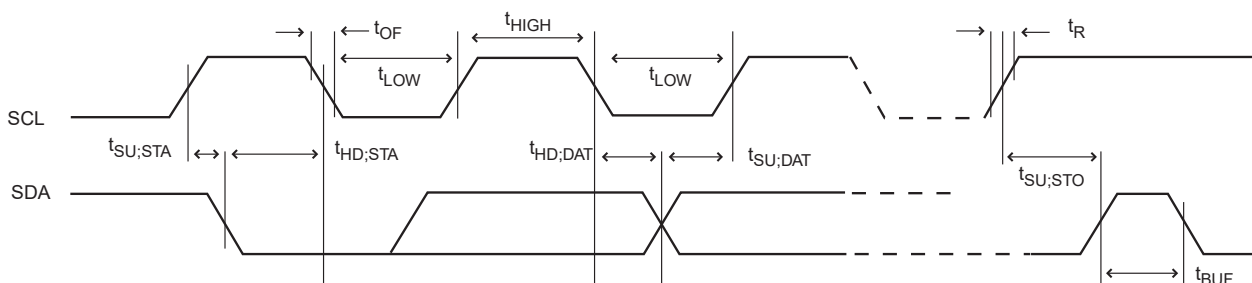 tHIGH
tOF
tR
tLOW
tLOW
SCL
tSU;STA
tHD;STA
tHD;DAT
tSU;DAT
tSU;STO
SDA
tBUF